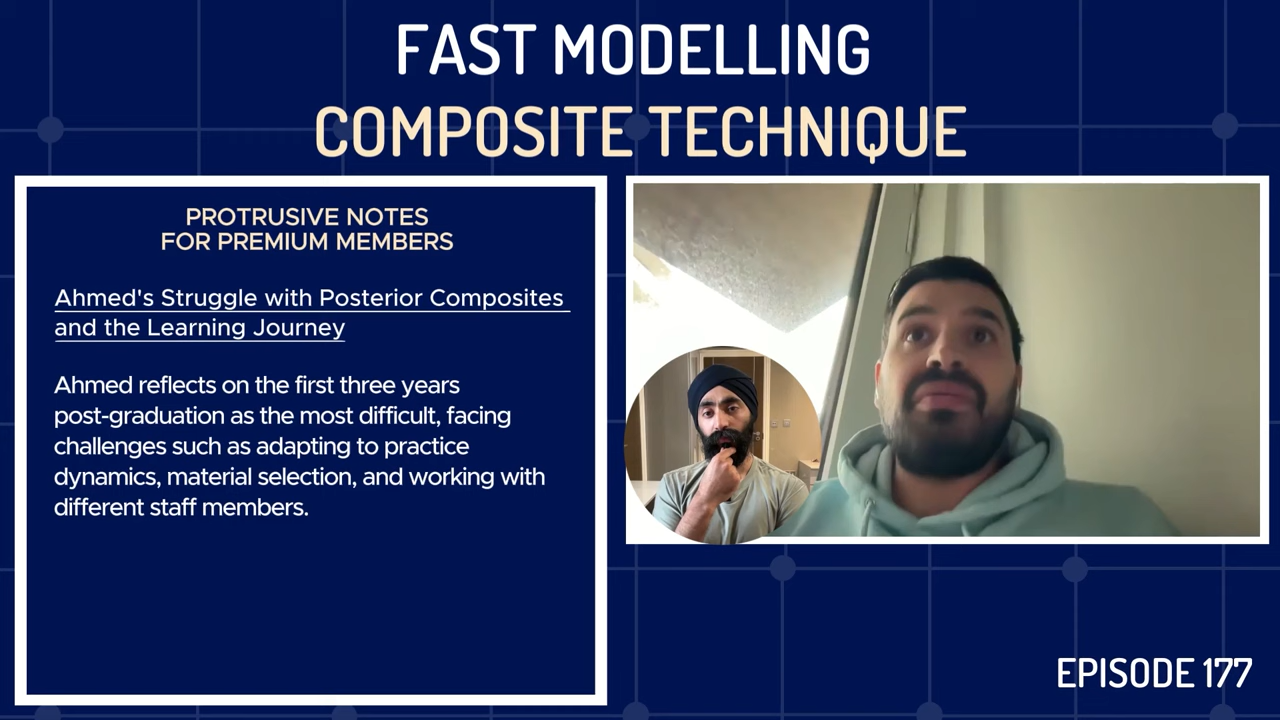 FAST MODELLING
COMPOSITE TECHNIQUE
PROTRUSIVE NOTES
FOR PREMIUM MEMBERS
Ahmed's Struggle with Posterior Composites
and the Learning Journey
Ahmed reflects on the first three years
post-graduation as the most difficult, facing
challenges such as adapting to practice
dynamics, material selection, and working with
different staff members.
EPISODE 177